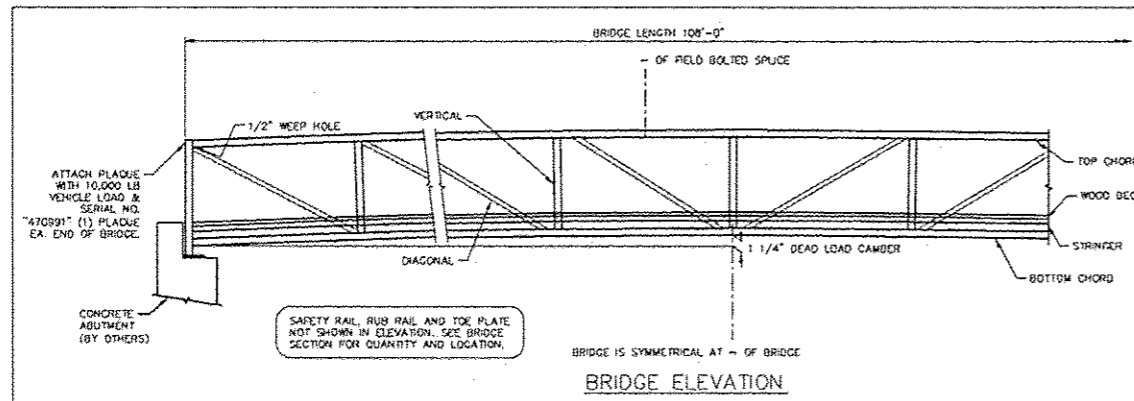 BRIDGE LENGTH 108'-0"
OF FIELD BOLTED SPLICE
VERTICAL
1/2" WEEP HOLE
TOP CHORD
ATTACH PLAQUE
WITH 10,000 LB
VEHICLE LOAD &
SERIAL NO.
"470891" (1) PLAQUE
EA. END OF BRIDGE.
WOOD DEC
STRINGER
1 1/4" DEAD LOAD CAMBER
DIAGONAL
BOTTOM CHORD
CONCRETE
ABUTMENT
(BY OTHERS)
SAFETY RAIL, RUB RAIL AND TOE PLATE
NOT SHOWN IN ELEVATION. SEE BRIDGE
SECTION FOR QUANTITY AND LOCATION.
BRIDGE IS SYMMETRICAL AT - OF BRIDGE
BRIDGE ELEVATION